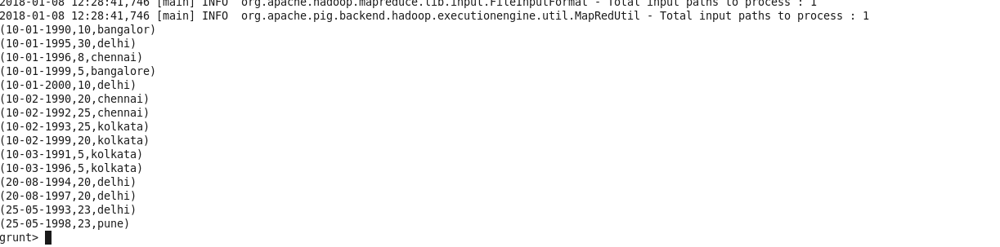 2018-01-08 12:28:41,746 [main] INFO  org.apache.hadoop.mapreduce.lib.input.FileInputFormat - Total input paths to process : 1
2018-01-08 12:28:41,746 [main] INFO  org.apache.pig.backend.hadoop.executionengine.util.MapRedUtil - Total input paths to process : 1
(10-01-1990,10,bangalor)
(10-01-1995,30,delhi)
(10-01-1996,8,chennai)
(10-01-1999,5,bangalore)
(10-01-2000,10,delhi)
(10-02-1990,20,chennai)
(10-02-1992,25,chennai)
(10-02-1993,25,kolkata)
(10-02-1999,20,kolkata)
(10-03-1991,5,kolkata)
(10-03-1996,5,kolkata)
(20-08-1994,20,delhi)
(20-08-1997,20,delhi)
(25-05-1993,23,delhi)
(25-05-1998,23,pune)
grunt>